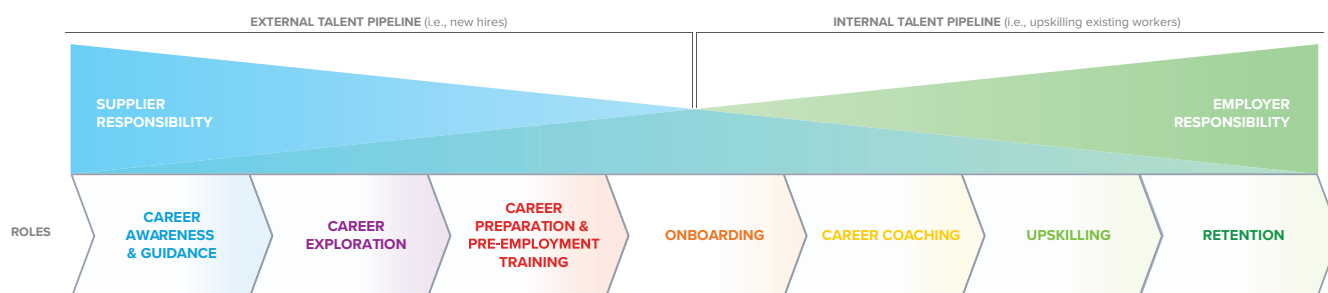 EXTERNAL TALENT PIPELINE (i.e., new hires)
INTERNAL TALENT PIPELINE (i.e., upskilling existing workers)
SUPPLIER
RESPONSIBILITY
EMPLOYER
RESPONSIBILITY
ROLES
CAREER
AWARENESS
& GUIDANCE
CAREER
EXPLORATION
CAREER
PREPARATION &
PRE-EMPLOYMENT
TRAINING
ONBOARDING
CAREER COACHING
UPSKILLING
RETENTION